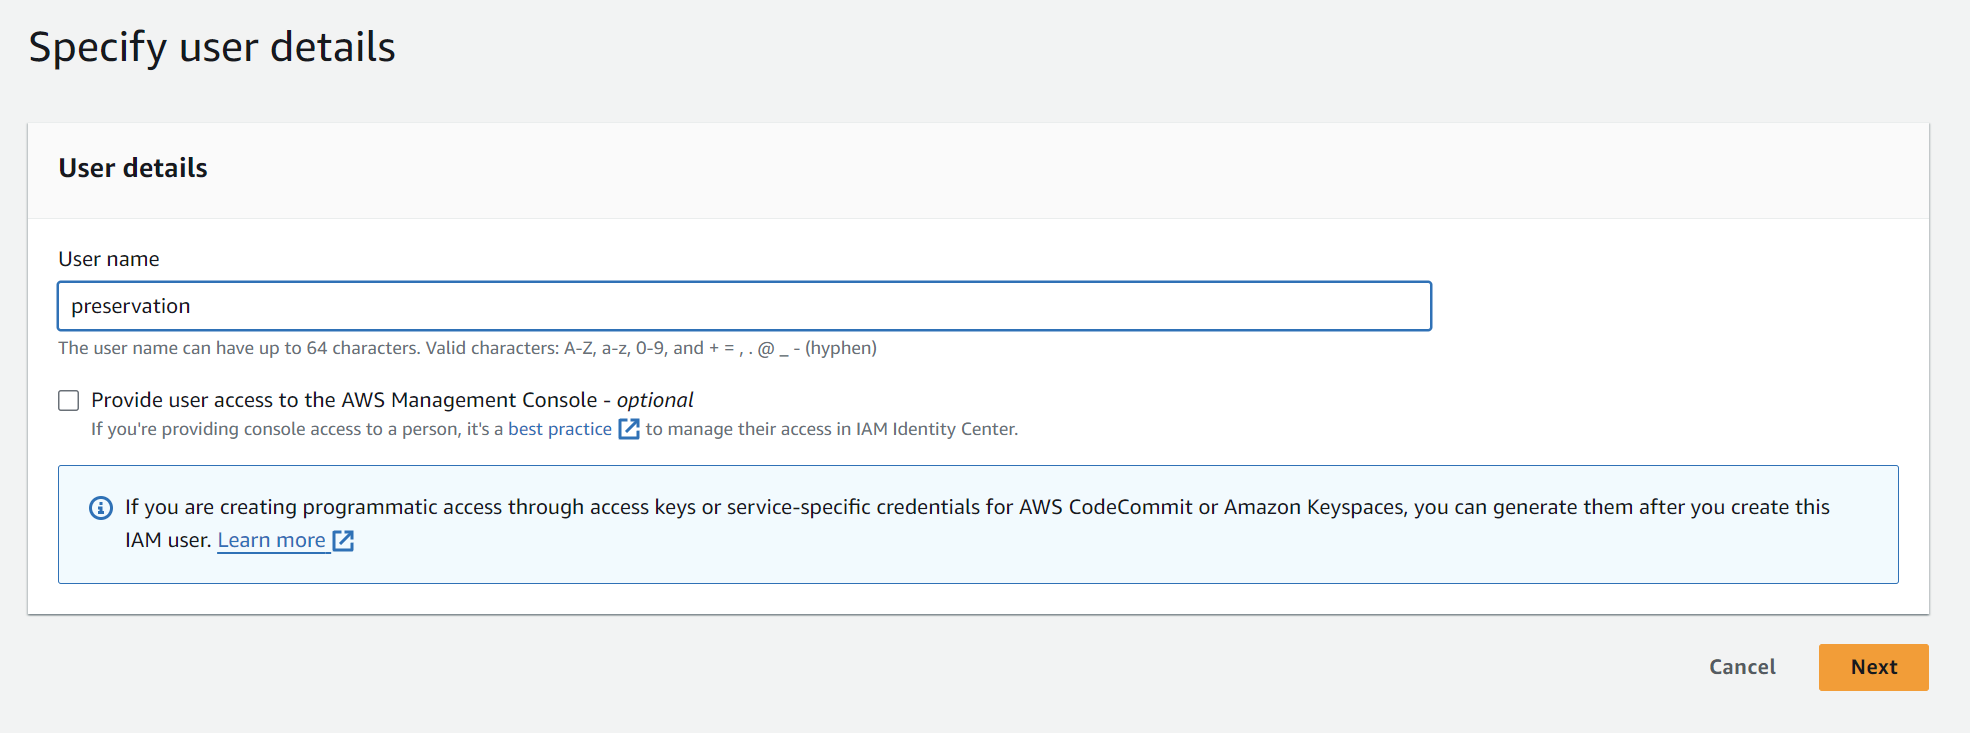 Specify user details
User details
User name
preservation
The user name can have up to 64 characters. Valid characters: A-Z, a-z, 0-9, and + = , . @ _ - (hyphen)
Provide user access to the AWS Management Console - optional
If you're providing console access to a person, it's a best practice to manage their access in IAM Identity Center.
If you are creating programmatic access through access keys or service-specific credentials for AWS CodeCommit or Amazon Keyspaces, you can generate them after you create this
IAM user. Learn more
Cancel Next